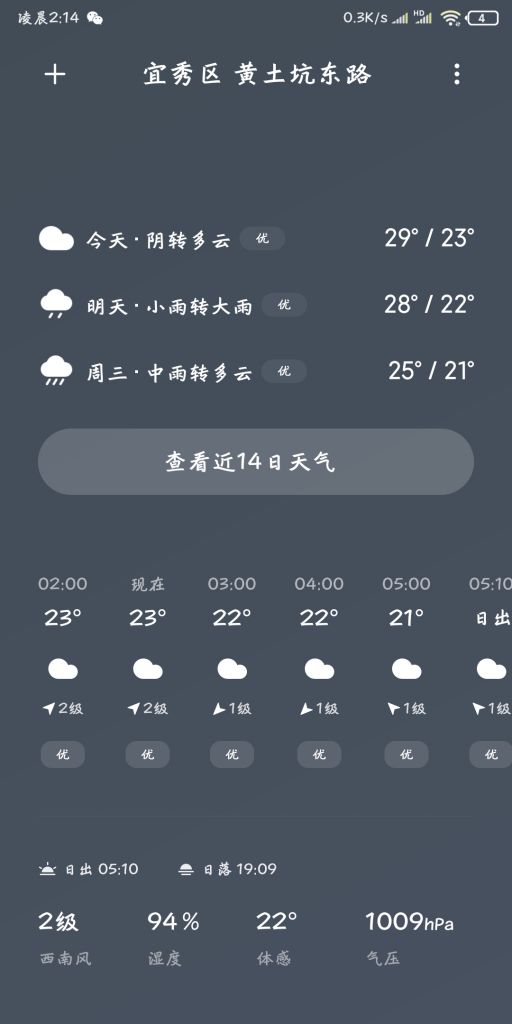 凌晨2:14 0.3K/s HD 4
宜秀区 黄土坑东路
今天·阴转多云 优 29° / 23°
明天·小雨转大雨 优 28° / 22°
周三·中雨转多云 优 25° / 21°
查看近14日天气
02:00 现在 03:00 04:00 05:00 05:10
23° 23° 22° 22° 21° 日出
2级 2级 1级 1级 1级 1级
优 优 优 优 优 优
日出 05:10 日落 19:09
2级 94% 22° 1009hPa
西南风 湿度 体感 气压